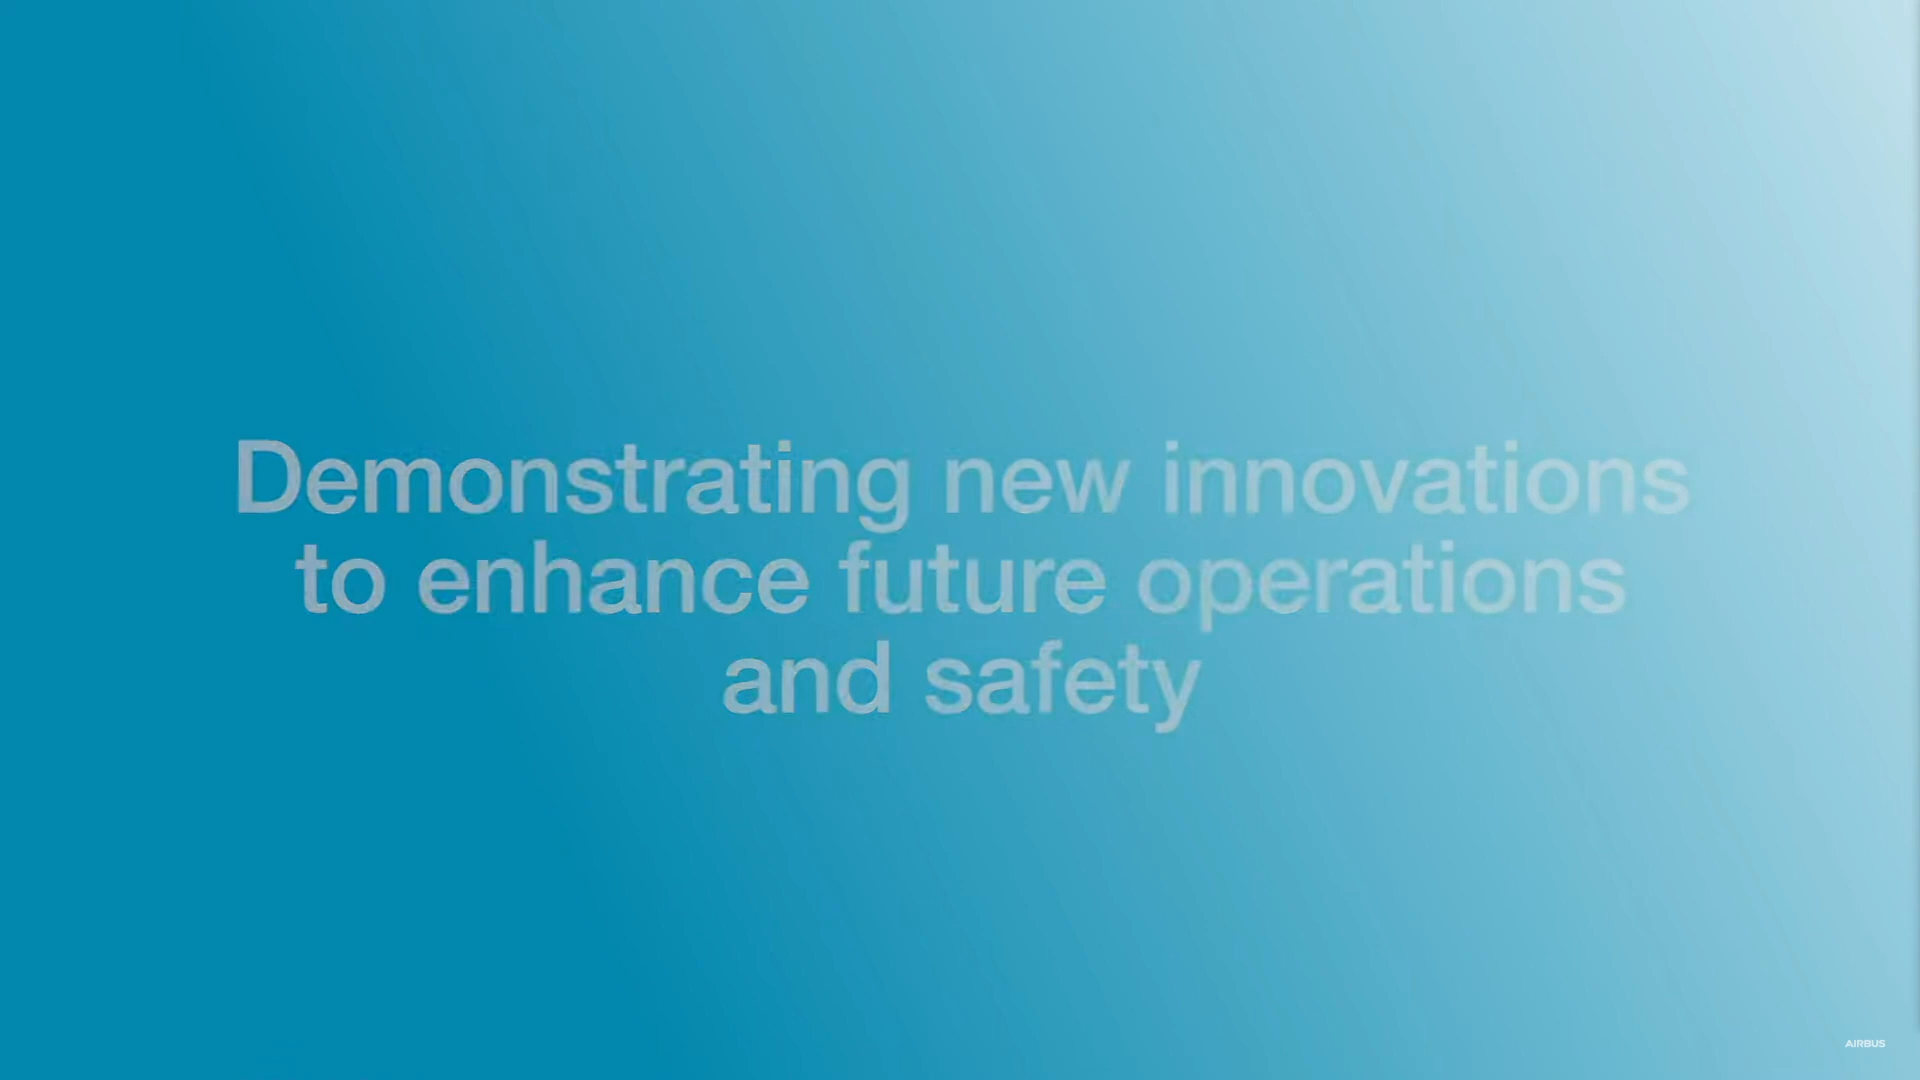 Demonstrating new innovations
to enhance future operations
and safety
AIRBUS